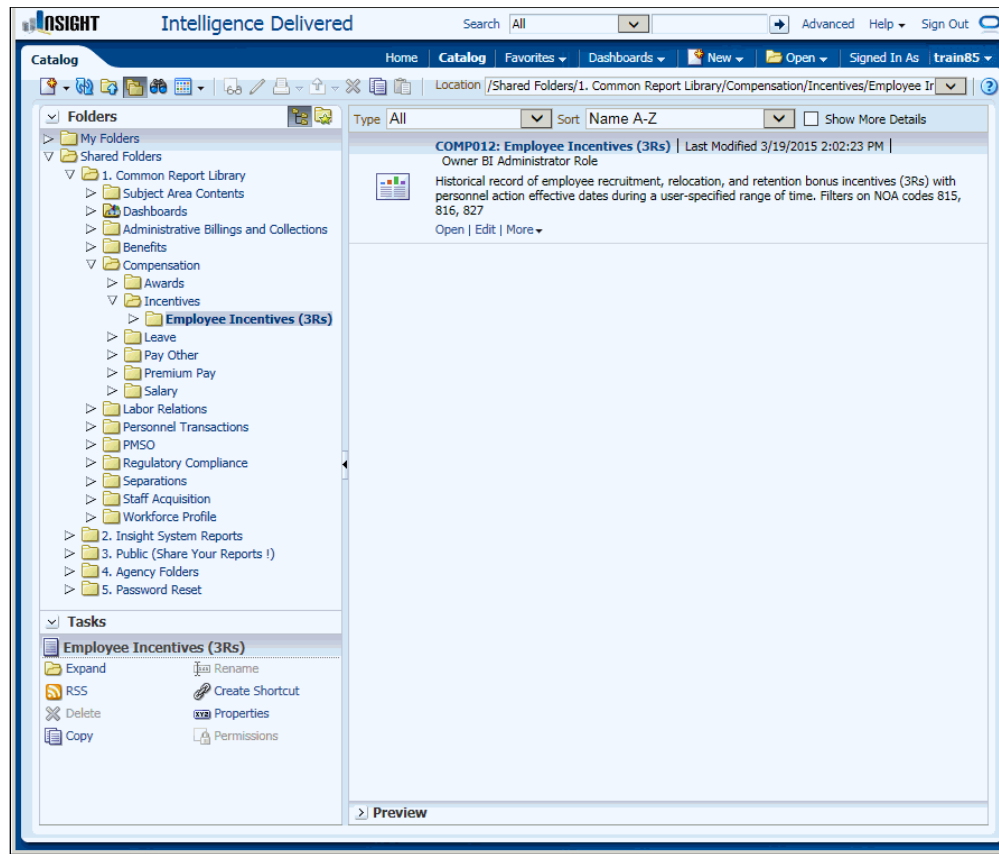 INSIGHT Intelligence Delivered Search All Advanced Help Sign Out
Catalog Home Catalog Favorites Dashboards New Open Signed In As train85
Location /Shared Folders/1. Common Report Library/Compensation/Incentives/Employee Ir
Folders
My Folders
Shared Folders
1. Common Report Library
Subject Area Contents
Dashboards
Administrative Billings and Collections
Benefits
Compensation
Awards
Incentives
Employee Incentives (3Rs)
Leave
Pay Other
Premium Pay
Salary
Labor Relations
Personnel Transactions
PMSO
Regulatory Compliance
Separations
Staff Acquisition
Workforce Profile
2. Insight System Reports
3. Public (Share Your Reports !)
4. Agency Folders
5. Password Reset
Tasks
Employee Incentives (3Rs)
Expand Rename
RSS Create Shortcut
Delete Properties
Copy Permissions
Type All Sort Name A-Z Show More Details
COMP012: Employee Incentives (3Rs) | Last Modified 3/19/2015 2:02:23 PM |
Owner BI Administrator Role
Historical record of employee recruitment, relocation, and retention bonus incentives (3Rs) with
personnel action effective dates during a user-specified range of time. Filters on NOA codes 815,
816, 827
Open | Edit | More
Preview